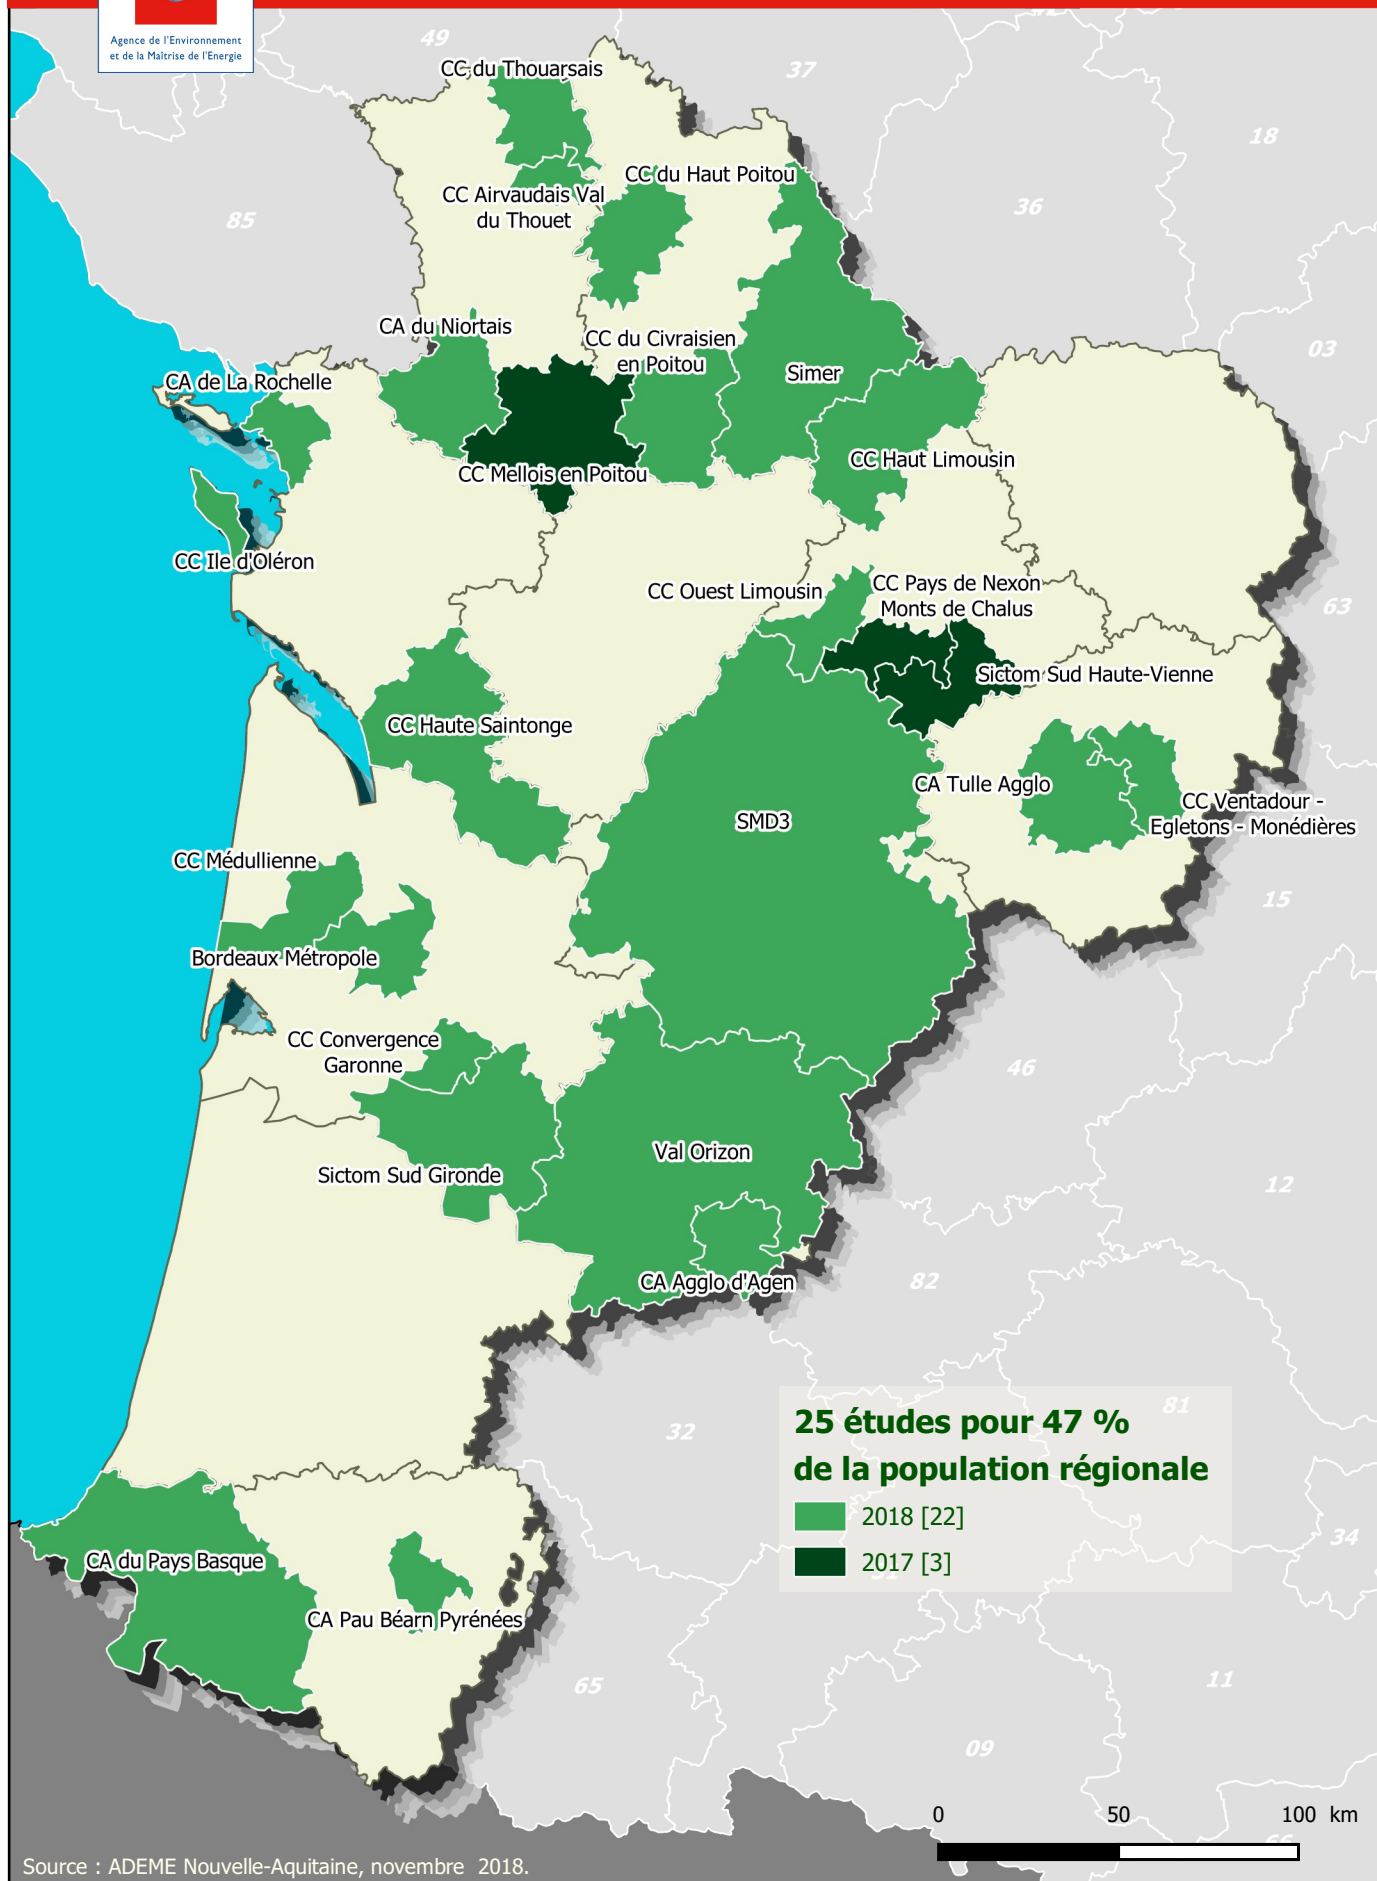 Agence de l'Environnement
et de la Maîtrise de l'Energie
49
37
18
85
36
03
63
15
46
12
82
81
32
34
65
11
09
CC du Thouarsais
CC du Haut Poitou
CC Airvaudais Val
du Thouet
CA du Niortais
CC du Civraisien
en Poitou
Simer
CA de La Rochelle
CC Haut Limousin
CC Mellois en Poitou
CC Ile d'Oléron
CC Ouest Limousin
CC Pays de Nexon
Monts de Chalus
Sictom Sud Haute-Vienne
CC Haute Saintonge
CA Tulle Agglo
CC Ventadour -
Egletons - Monédières
SMD3
CC Médullienne
Bordeaux Métropole
CC Convergence
Garonne
Val Orizon
Sictom Sud Gironde
CA Agglo d'Agen
25 études pour 47 %
de la population régionale
2018 [22]
2017 [3]
CA du Pays Basque
CA Pau Béarn Pyrénées
0 50 100 km
Source : ADEME Nouvelle-Aquitaine, novembre 2018.